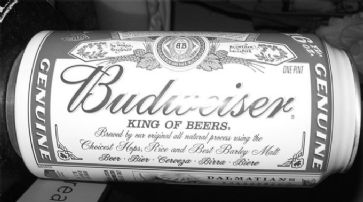 GENUINE
ONE PINT
Budweiser
KING OF BEERS.
Brewed by our original all natural process using the
Choicest Hops, Rice and Best Barley Malt
Beer · Bier · Cerveza · Birra · Bière
GENUINE
DALMATIANS